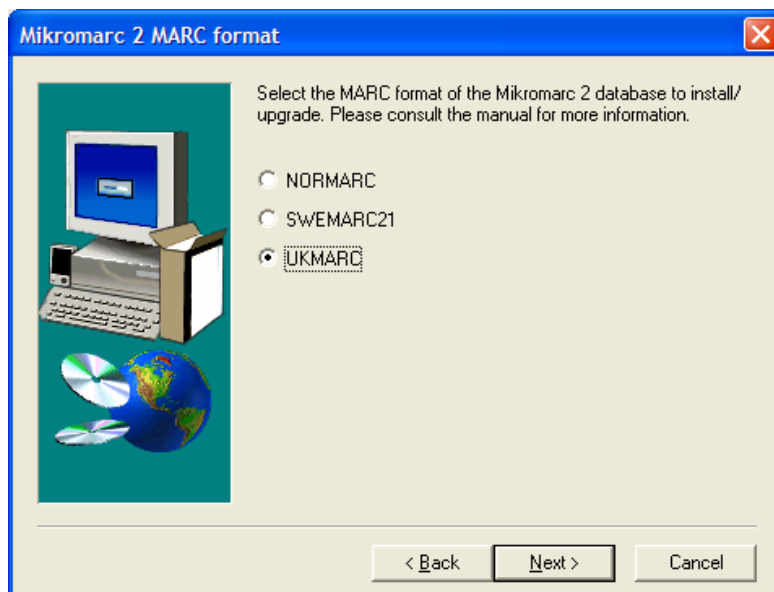 Mikromarc 2 MARC format
Select the MARC format of the Mikromarc 2 database to install/
upgrade. Please consult the manual for more information.
NORMARC
SWEMARC21
UKMARC
< Back
Next >
Cancel